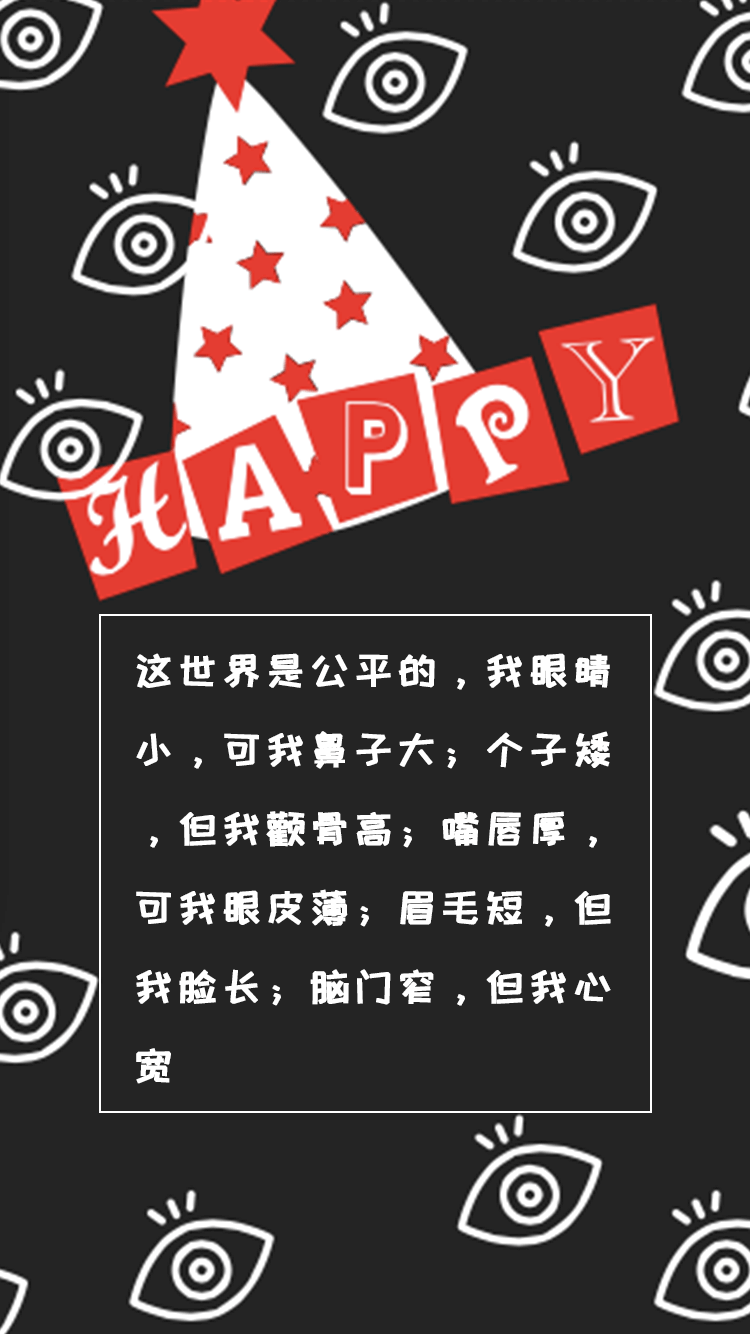 HAPPY
这世界是公平的，我眼睛
小，可我鼻子大；个子矮
，但我颧骨高；嘴唇厚，
可我眼皮薄；眉毛短，但
我脸长；脑门窄，但我心
宽